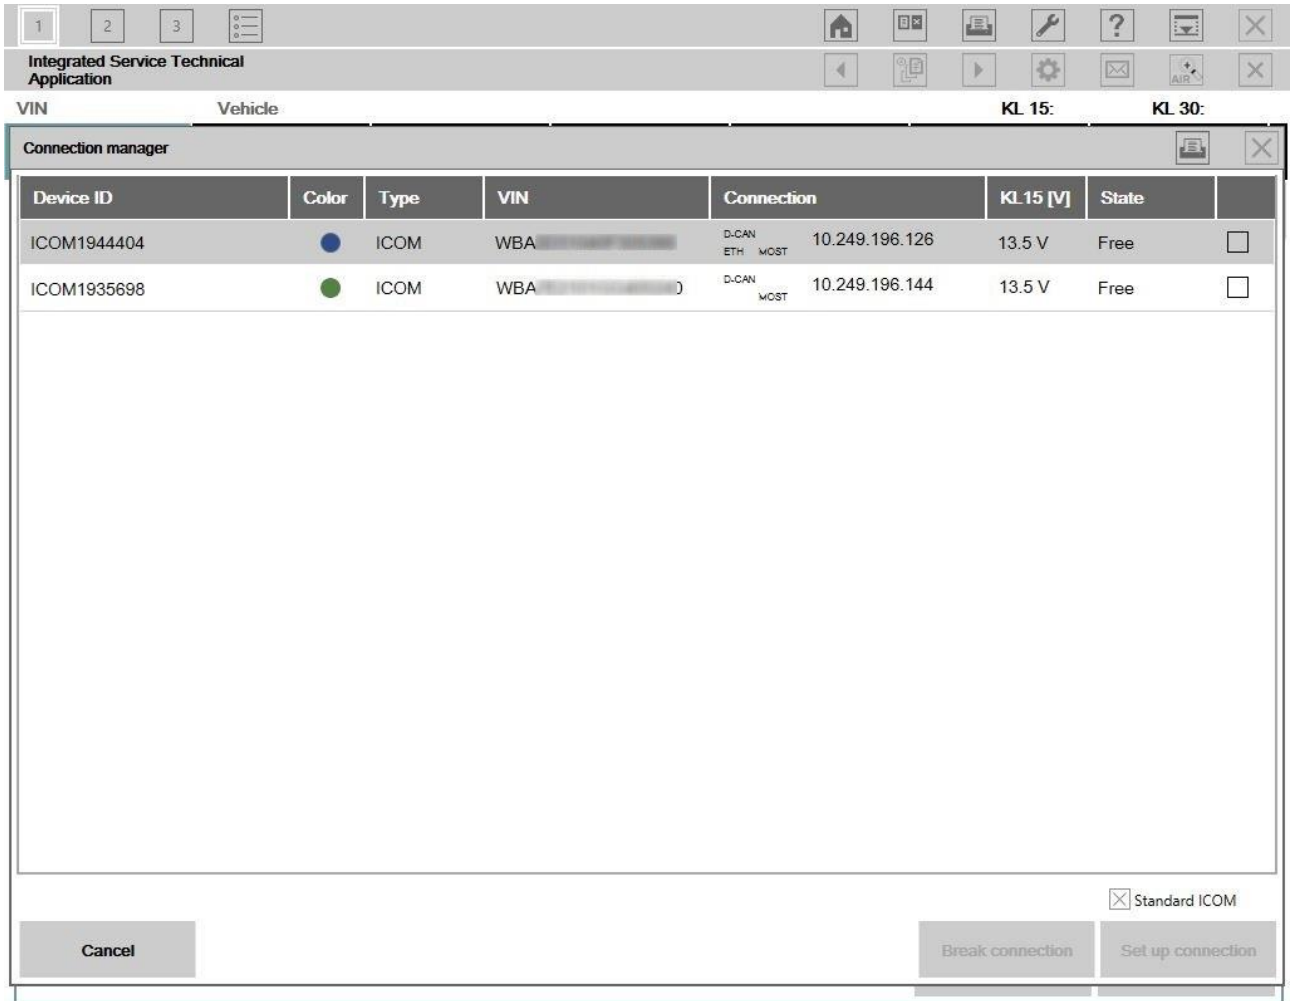 1 2 3
?
Integrated Service Technical
Application
AIR
VIN Vehicle KL 15: KL 30:
Connection manager
Device ID Color Type VIN Connection KL15 [V] State
ICOM1944404 ICOM WBA D-CAN ETH MOST 10.249.196.126 13.5 V Free
ICOM1935698 ICOM WBA 0 D-CAN MOST 10.249.196.144 13.5 V Free
Standard ICOM
Cancel Break connection Set up connection